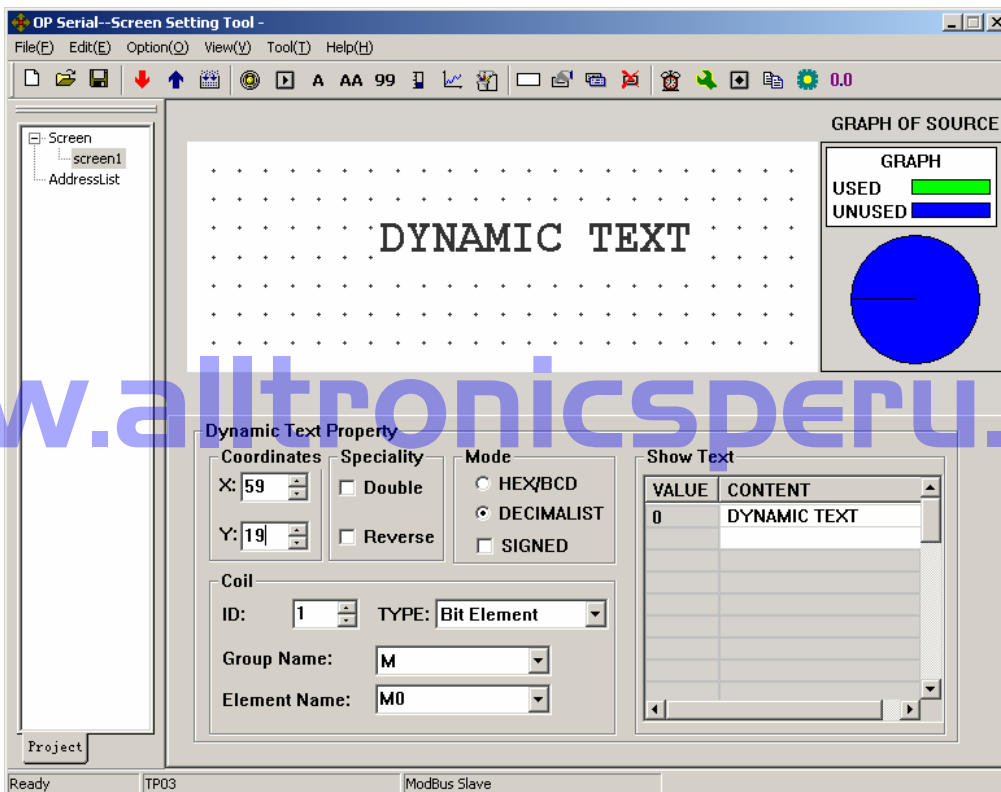 OP Serial--Screen Setting Tool -
File(F) Edit(E) Option(O) View(V) Tool(T) Help(H)
A AA 99 0.0
Screen
screen1
AddressList
GRAPH OF SOURCE
GRAPH
USED
UNUSED
DYNAMIC TEXT
w.alltronicsperu.
Dynamic Text Property
Coordinates
X: 59
Y: 19
Speciality
Double
Reverse
Mode
HEX/BCD
DECIMALIST
SIGNED
Show Text
VALUE CONTENT
0 DYNAMIC TEXT
Coil
ID: 1 TYPE: Bit Element
Group Name: M
Element Name: M0
Project
Ready TP03 ModBus Slave